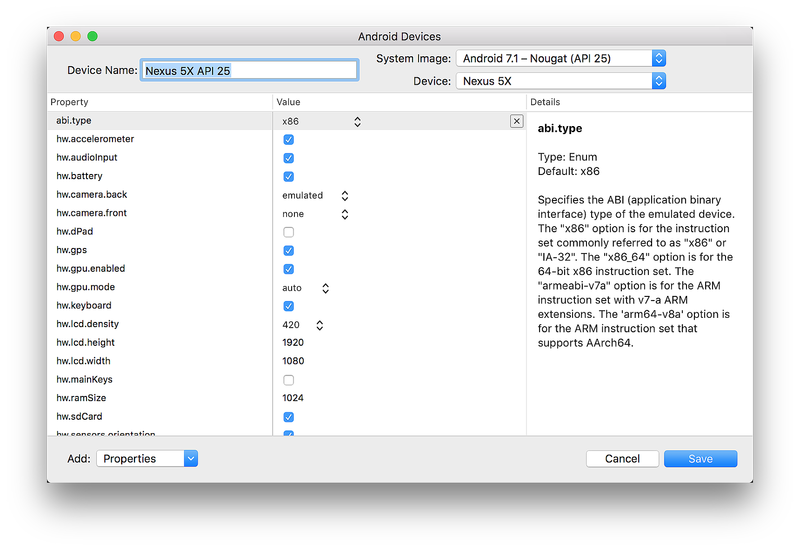 Android Devices
Device Name: Nexus 5X API 25
System Image: Android 7.1 – Nougat (API 25)
Device: Nexus 5X
Property Value Details
abi.type x86
hw.accelerometer
hw.audioInput
hw.battery
hw.camera.back emulated
hw.camera.front none
hw.dPad
hw.gps
hw.gpu.enabled
hw.gpu.mode auto
hw.keyboard
hw.lcd.density 420
hw.lcd.height 1920
hw.lcd.width 1080
hw.mainKeys
hw.ramSize 1024
hw.sdCard
hw.sensors.orientation
abi.type
Type: Enum
Default: x86
Specifies the ABI (application binary
interface) type of the emulated device.
The "x86" option is for the instruction
set commonly referred to as "x86" or
"IA-32". The "x86_64" option is for the
64-bit x86 instruction set. The
"armeabi-v7a" option is for the ARM
instruction set with v7-a ARM
extensions. The 'arm64-v8a' option is
for the ARM instruction set that
supports AArch64.
Add: Properties
Cancel Save